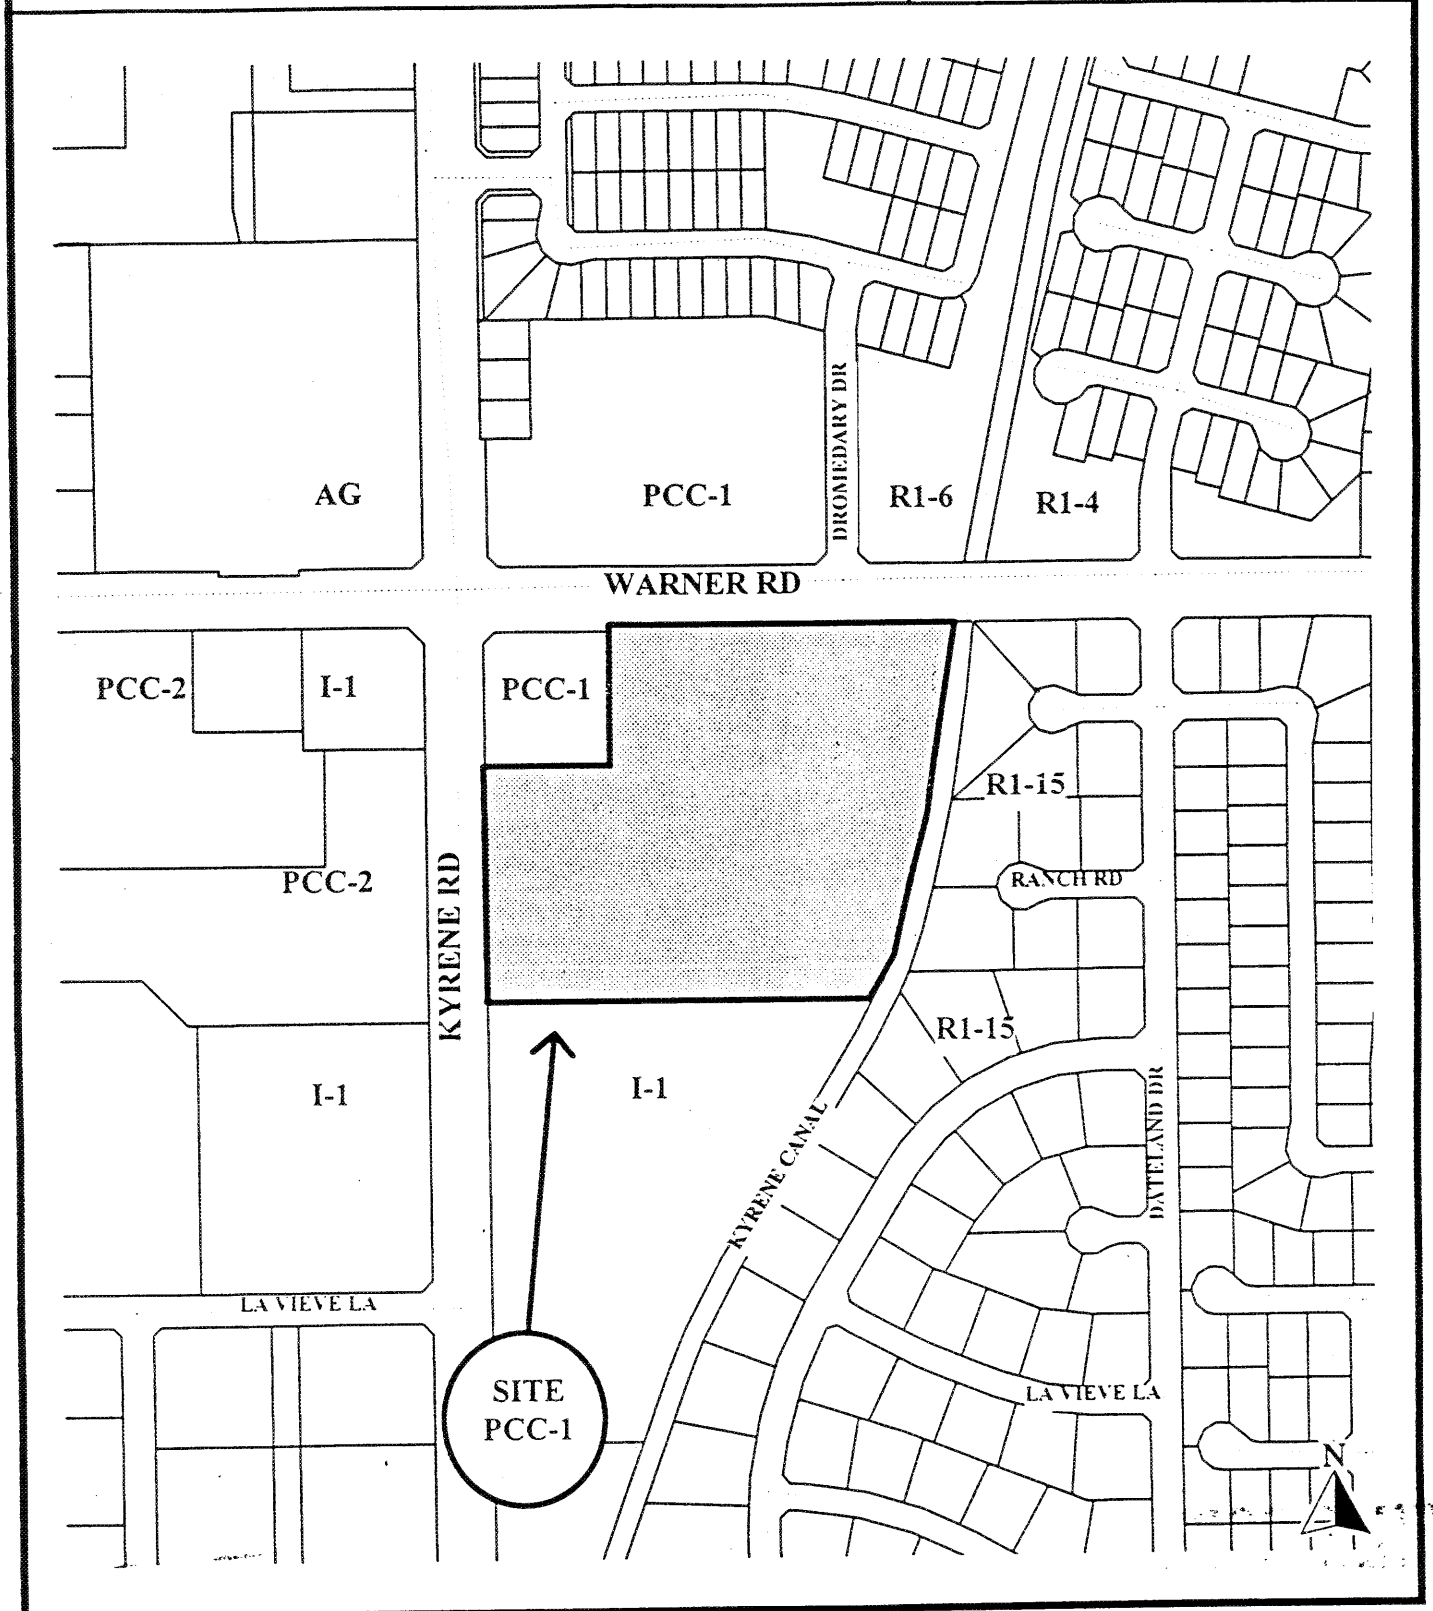 DROMEDARY DR
AG
PCC-1
R1-6
R1-4
WARNER RD
PCC-2
I-1
PCC-1
R1-15
KYRENE RD
PCC-2
RANCH RD
R1-15
I-1
I-1
KYRENE CANAL
DATELAND DR
LA VIEVE LA
SITE
PCC-1
LA VIEVE LA
N